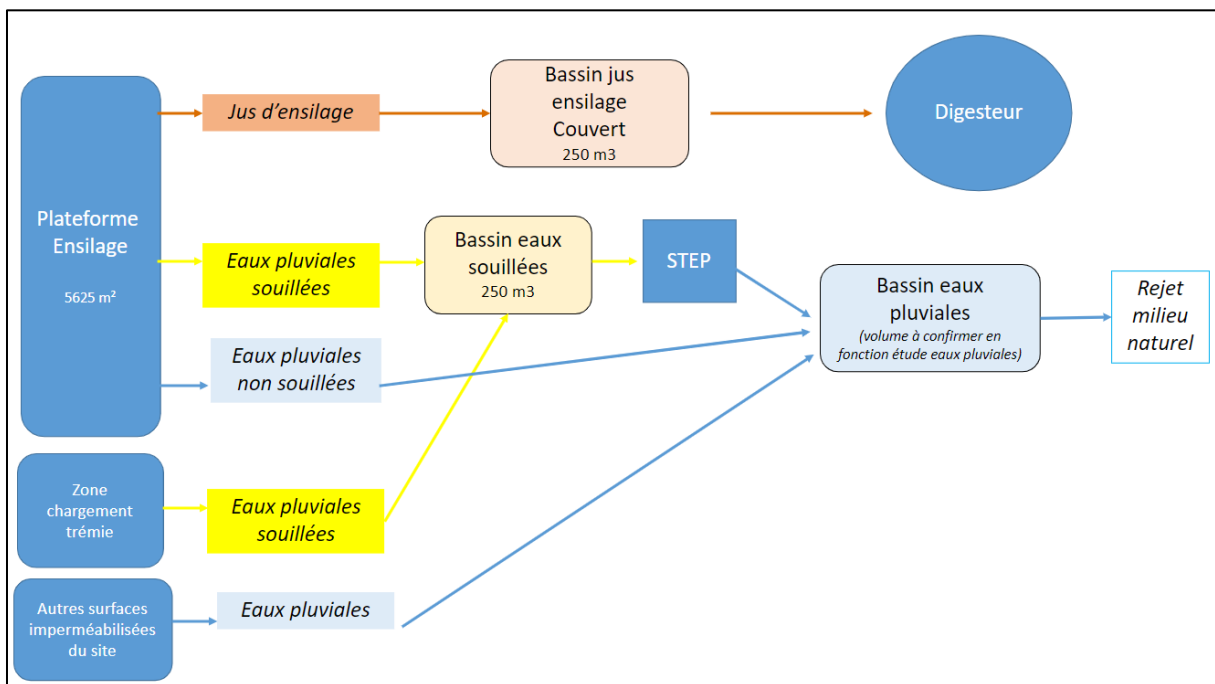 Plateforme
Ensilage
5625 m²
Jus d'ensilage
Bassin jus
ensilage
Couvert
250 m3
Digesteur
Eaux pluviales
souillées
Bassin eaux
souillées
250 m3
STEP
Eaux pluviales
non souillées
Bassin eaux
pluviales
(volume à confirmer en
fonction étude eaux pluviales)
Rejet
milieu
naturel
Zone
chargement
trémie
Eaux pluviales
souillées
Autres surfaces
imperméabilisées
du site
Eaux pluviales